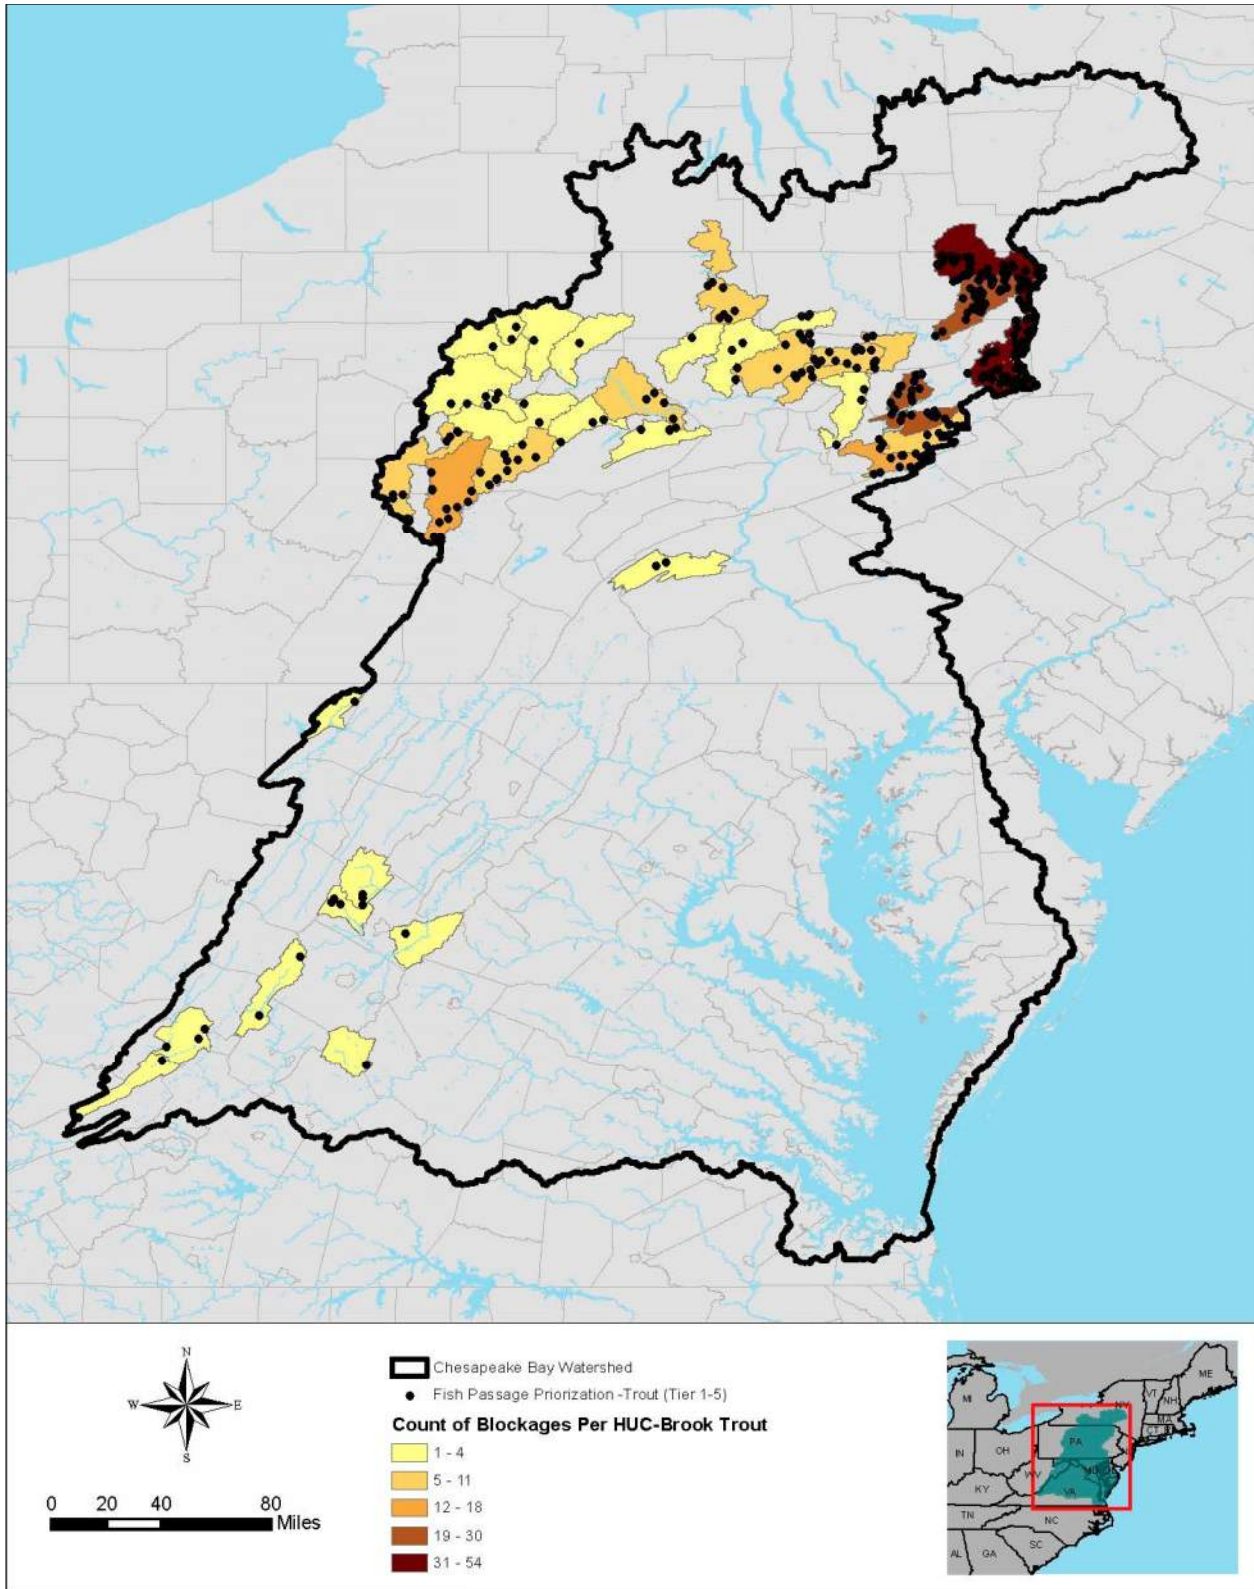 N
W E
S
0 20 40 80
Miles
Chesapeake Bay Watershed
Fish Passage Priorization -Trout (Tier 1-5)
Count of Blockages Per HUC-Brook Trout
1 - 4
5 - 11
12 - 18
19 - 30
31 - 54
ME
VT
NH
MI
NY
MA
CT
PA
IN
OH
WV
KY
VA
TN
NC
SC
AL
GA